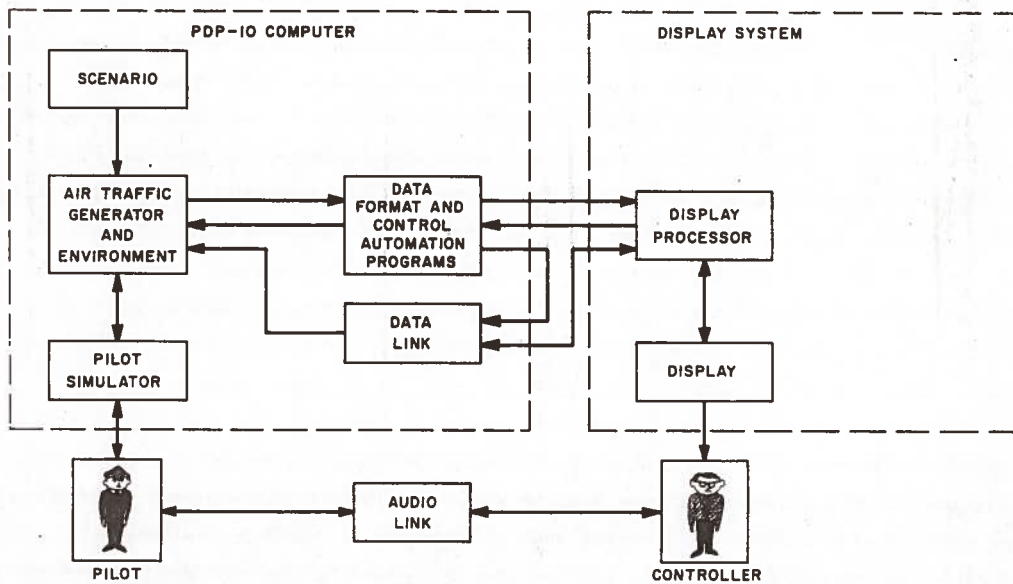 PDP-10 COMPUTER
DISPLAY SYSTEM
SCENARIO
AIR TRAFFIC
GENERATOR
AND
ENVIRONMENT
DATA
FORMAT AND
CONTROL
AUTOMATION
PROGRAMS
DISPLAY
PROCESSOR
DATA
LINK
PILOT
SIMULATOR
DISPLAY
AUDIO
LINK
PILOT
CONTROLLER